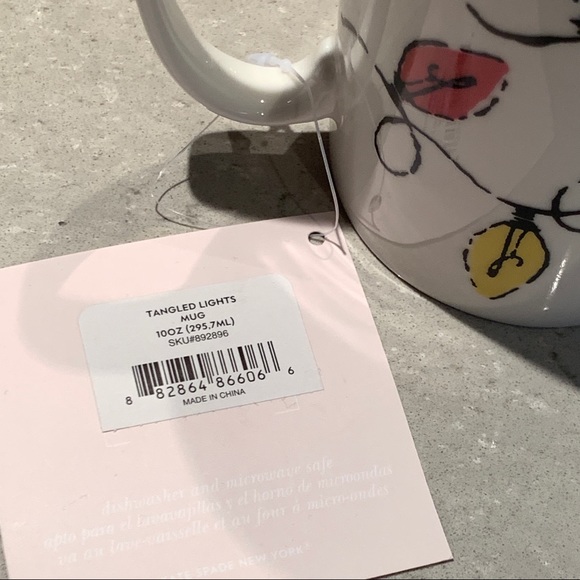 TANGLED LIGHTS
MUG
10OZ (295.7ML)
SKU#892896
8 82864 86606 6
MADE IN CHINA
dishwasher and microwave safe
apto paso el lavavajillas y el horno de microondas
va au lave-vaisselle et au four à micro-ondes
SPADE NEW YORK